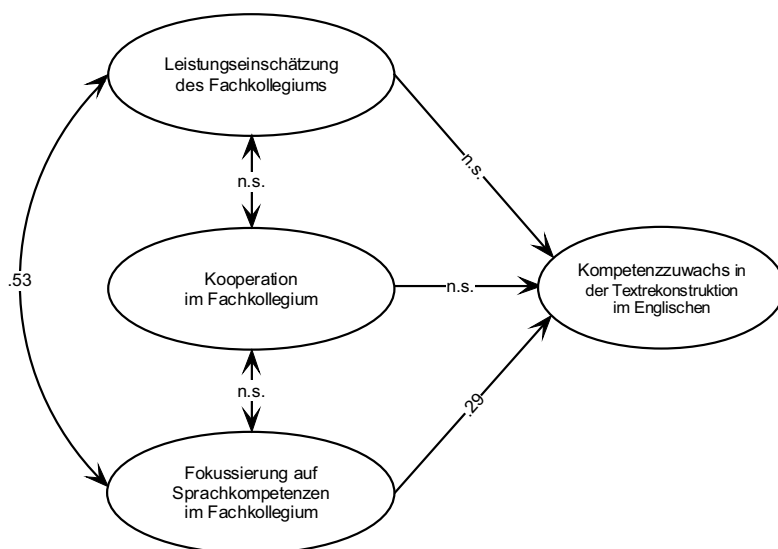 Leistungseinschätzung
des Fachkollegiums
n.s.
n.s.
Kooperation
im Fachkollegium
n.s.
Kompetenzzuwachs in
der Textrekonstruktion
im Englischen
.53
n.s.
.29
Fokussierung auf
Sprachkompetenzen
im Fachkollegium